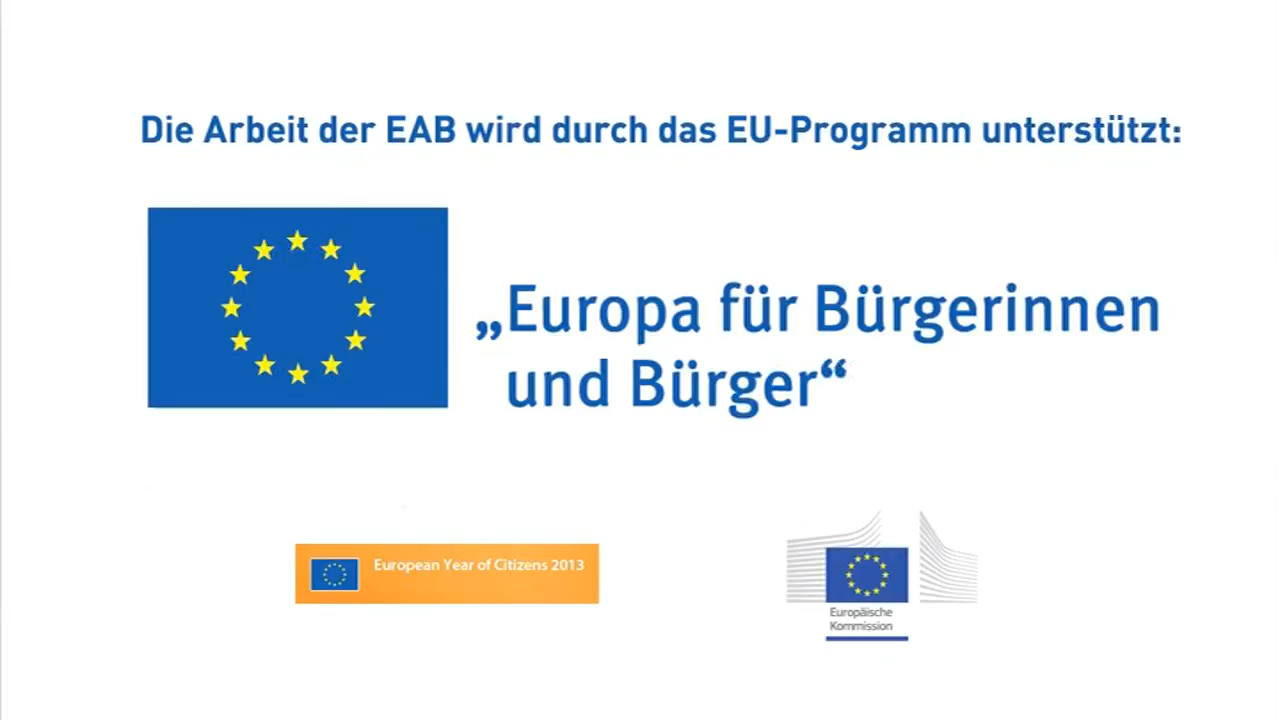 Die Arbeit der EAB wird durch das EU-Programm unterstützt:
„Europa für Bürgerinnen
und Bürger“
European Year of Citizens 2013
Europäische
Kommission